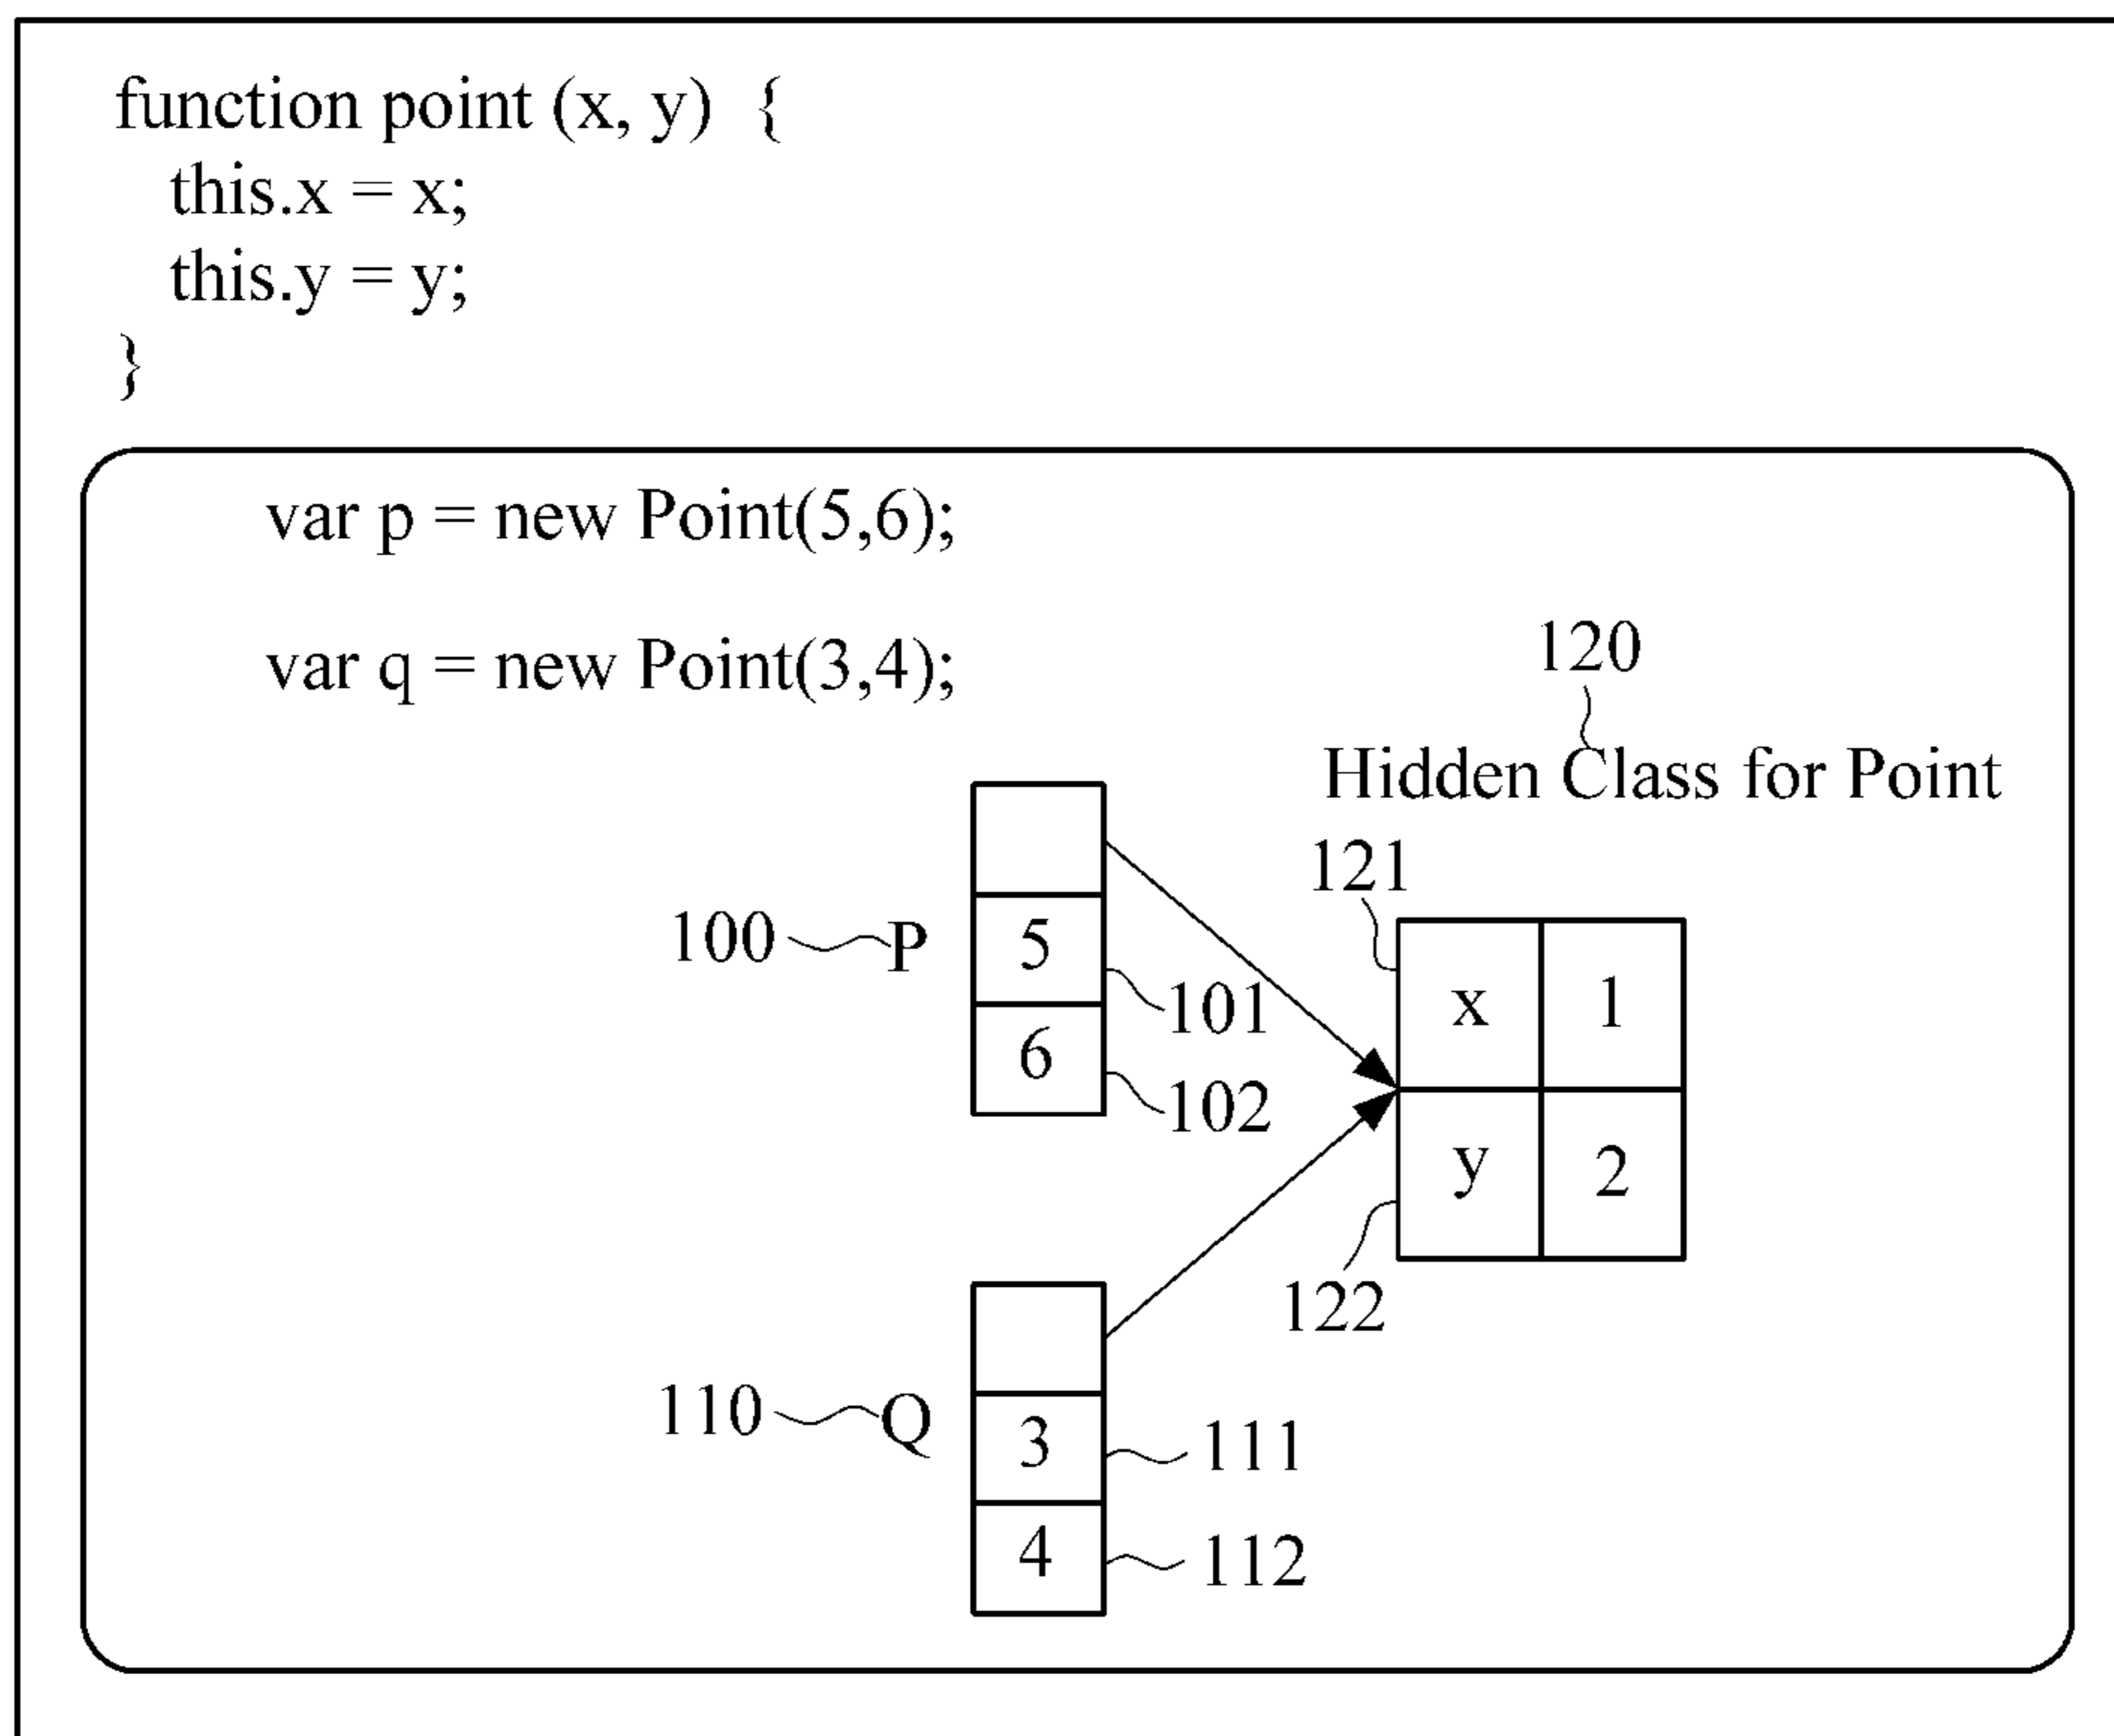 function point (x, y)  {
this.x = x;
this.y = y;
}
var p = new Point(5,6);
var q = new Point(3,4);
120
Hidden Class for Point
121
100 P
5
101
x 1
6
102
y 2
122
110 Q
3
111
4
112